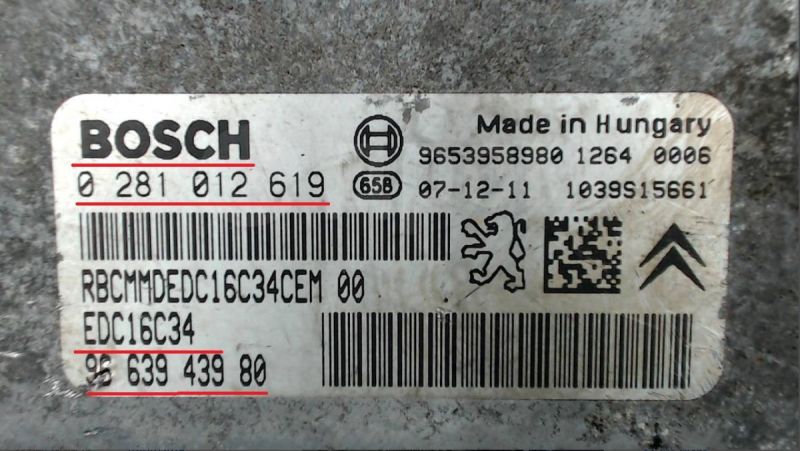 BOSCH
Made in Hungary
9653958980 1264 0006
0 281 012 619
658 07-12-11 1039S15661
RBCMMDEDC16C34CEM 00
EDC16C34
96 639 439 80